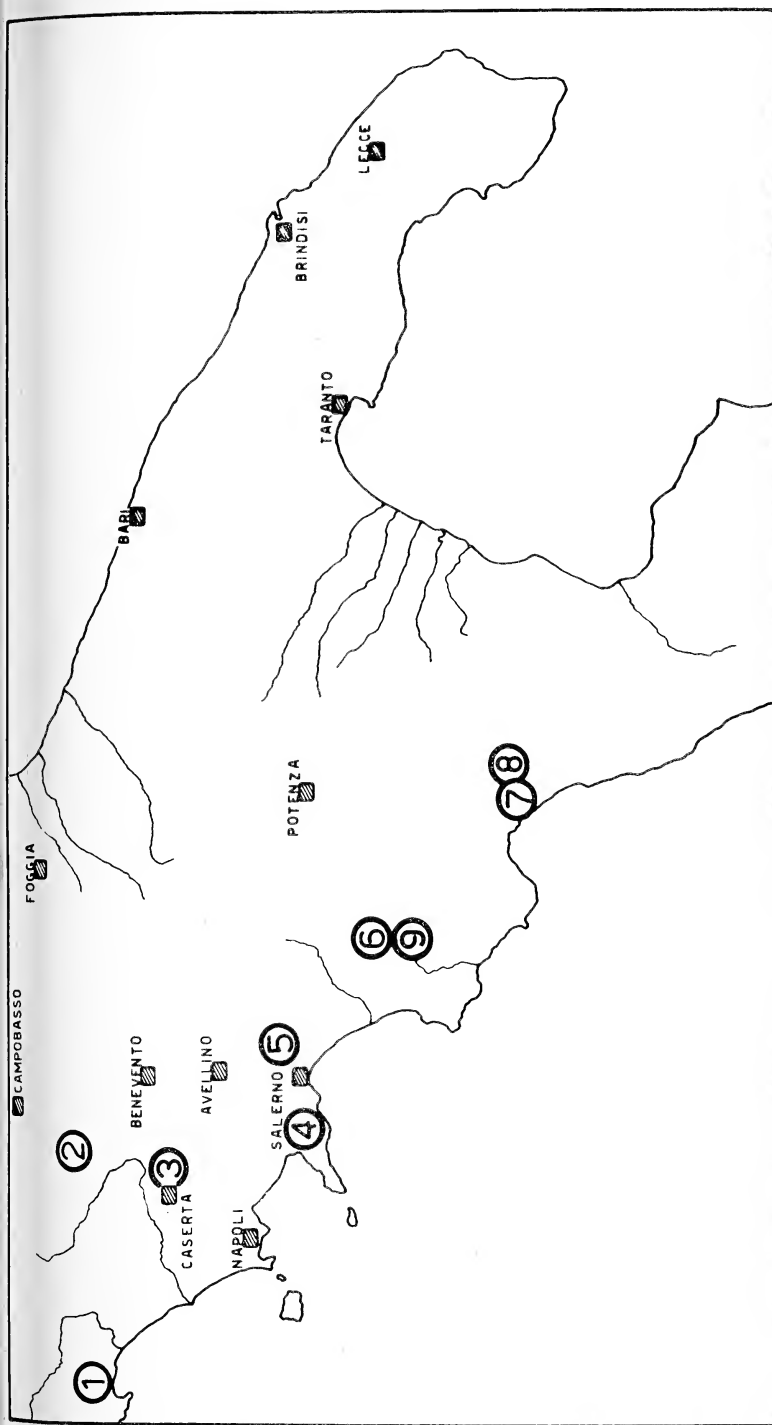 CAMPOBASSO
FOGGIA
BARI
BRINDISI
LECCE
TARANTO
POTENZA
BENEVENTO
AVELLINO
SALERNO
CASERTA
NAPOLI
1
2
3
4
5
6
9
7
8